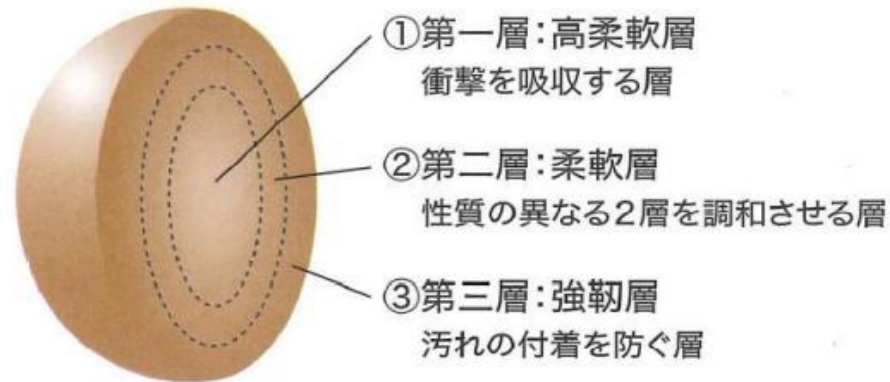 ①第一層:高柔軟層
衝撃を吸収する層
②第二層:柔軟層
性質の異なる2層を調和させる層
③第三層:強靭層
汚れの付着を防ぐ層